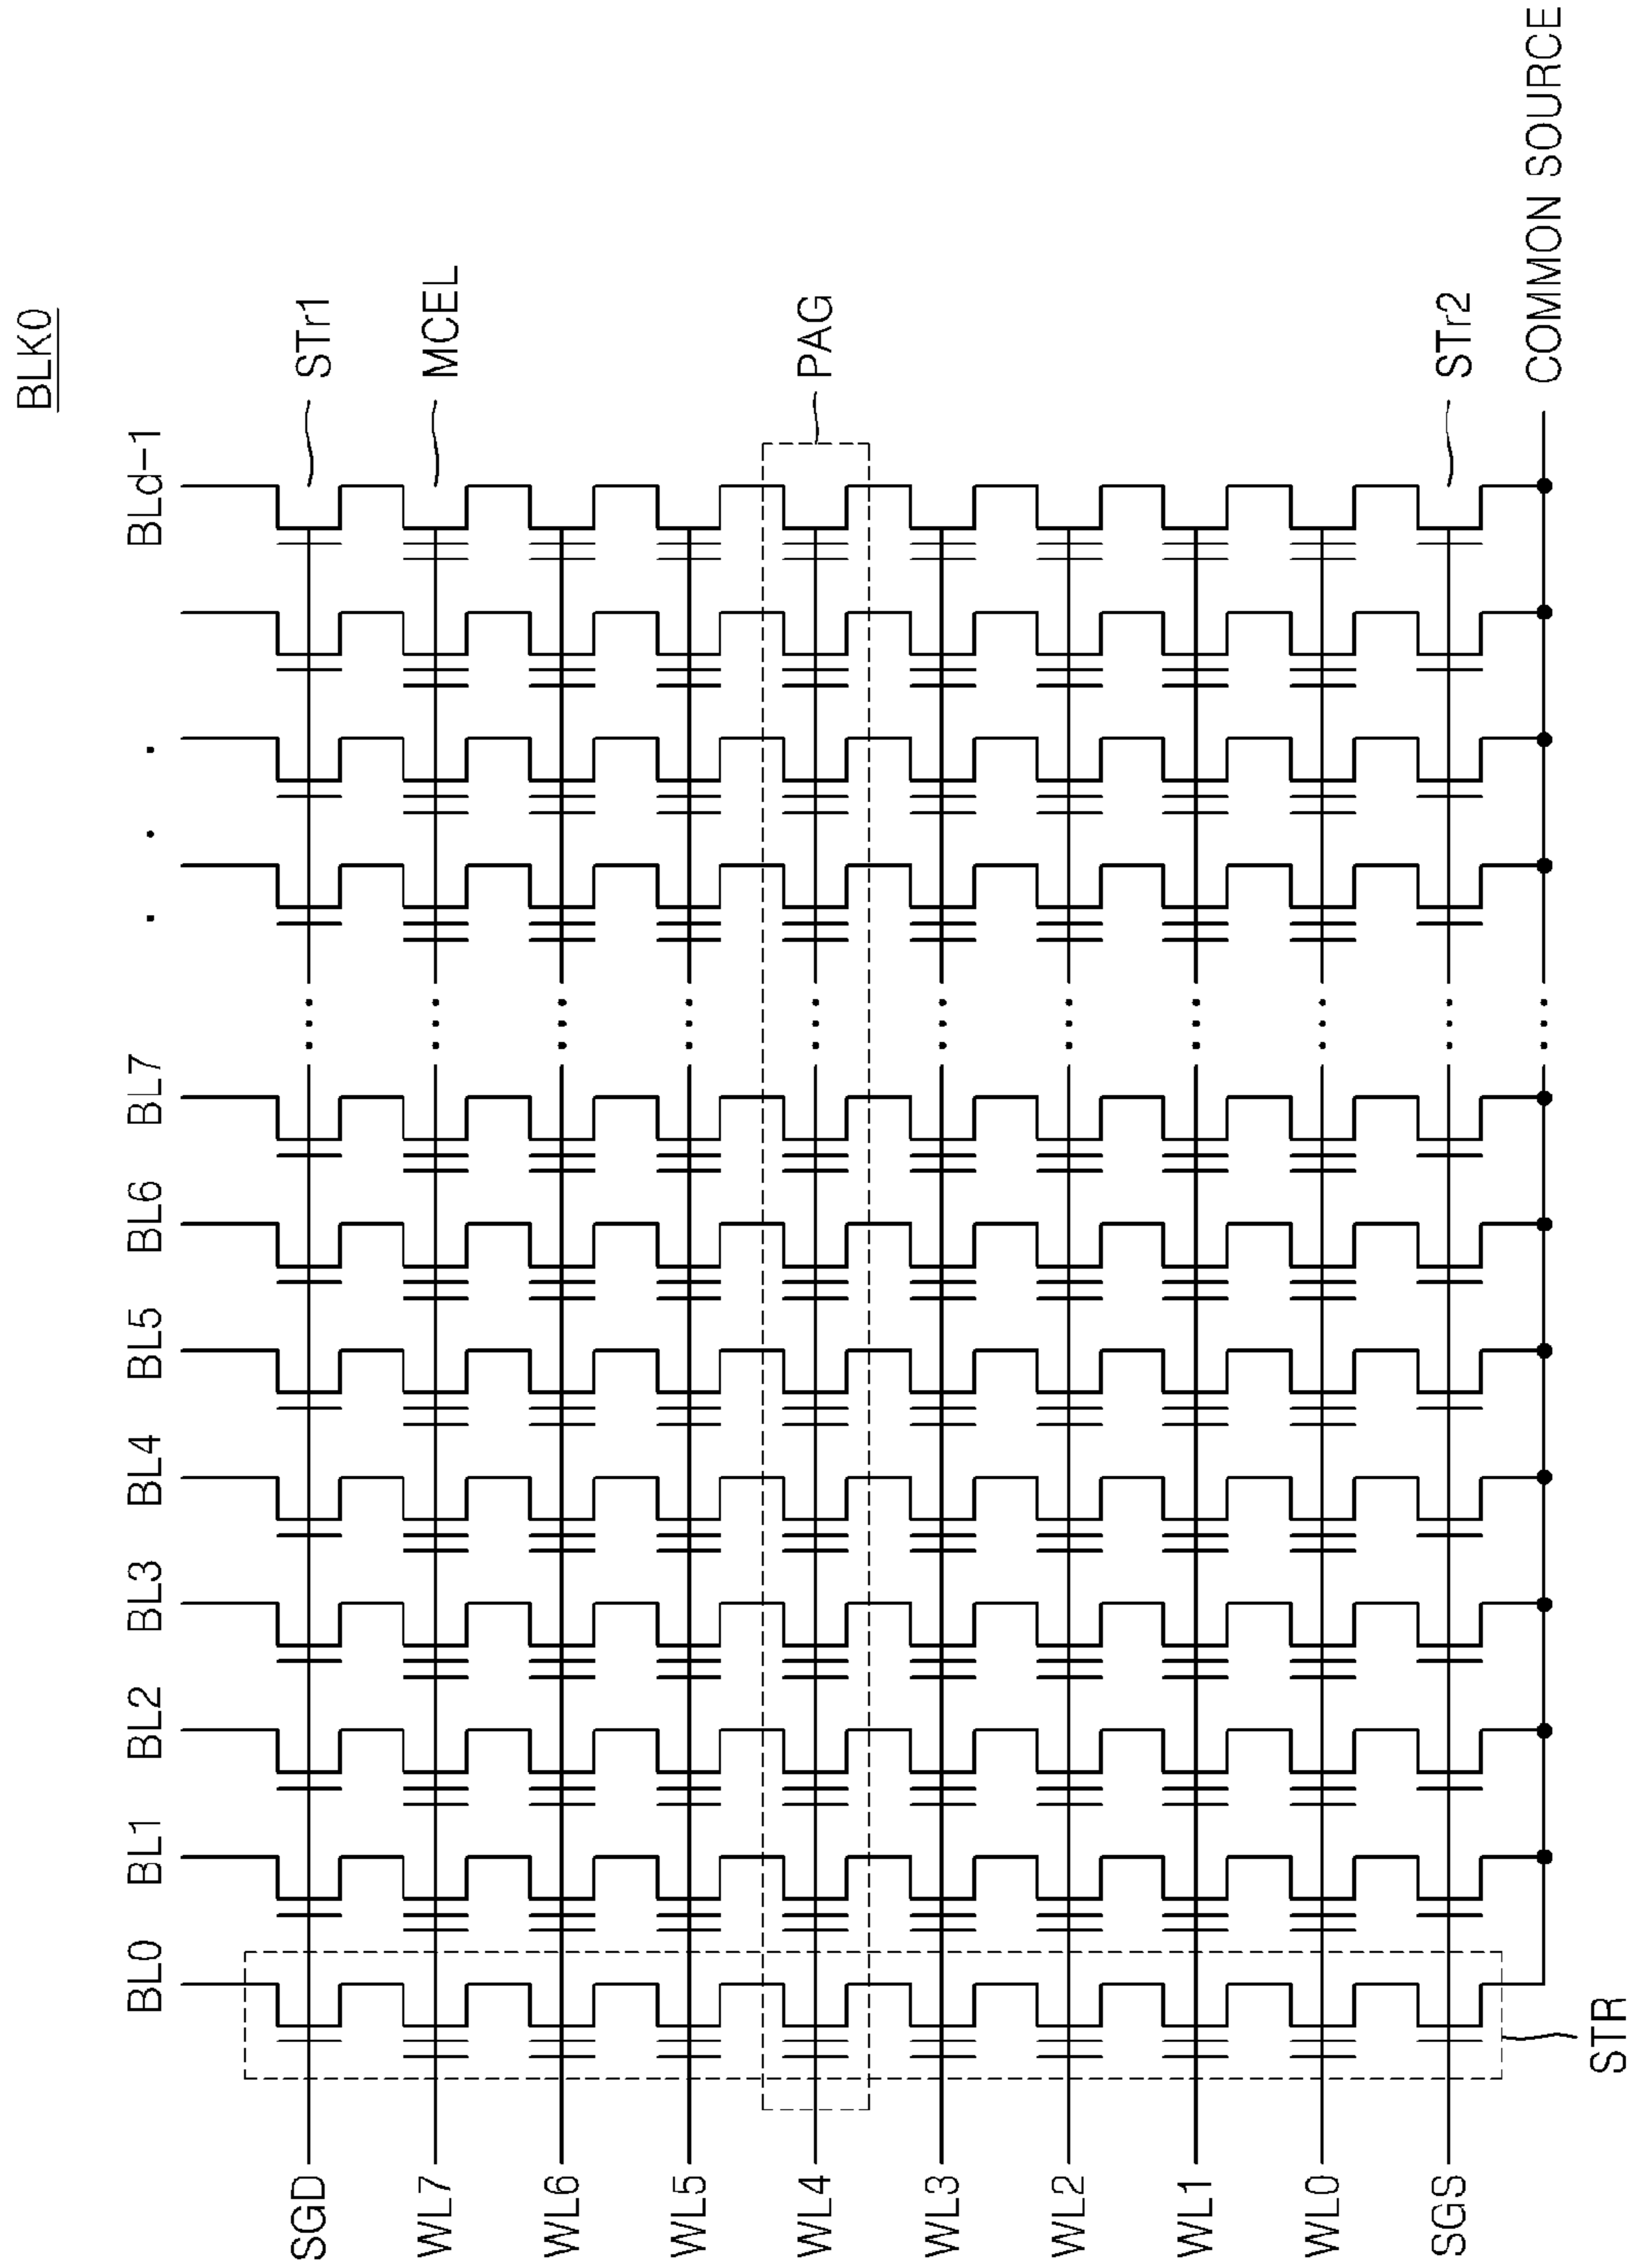 BLK0
BL0 BL1 BL2 BL3 BL4 BL5 BL6 BL7 . . . BLd-1
SGD
STr1
WL7
MCEL
WL6
WL5
WL4
PAG
WL3
WL2
WL1
WL0
SGS
STr2
COMMON SOURCE
STR